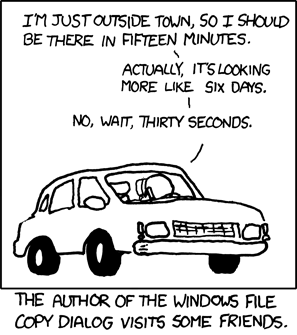 I'M JUST OUTSIDE TOWN, SO I SHOULD
BE THERE IN FIFTEEN MINUTES.
ACTUALLY, IT'S LOOKING
MORE LIKE SIX DAYS.
NO, WAIT, THIRTY SECONDS.
THE AUTHOR OF THE WINDOWS FILE
COPY DIALOG VISITS SOME FRIENDS.